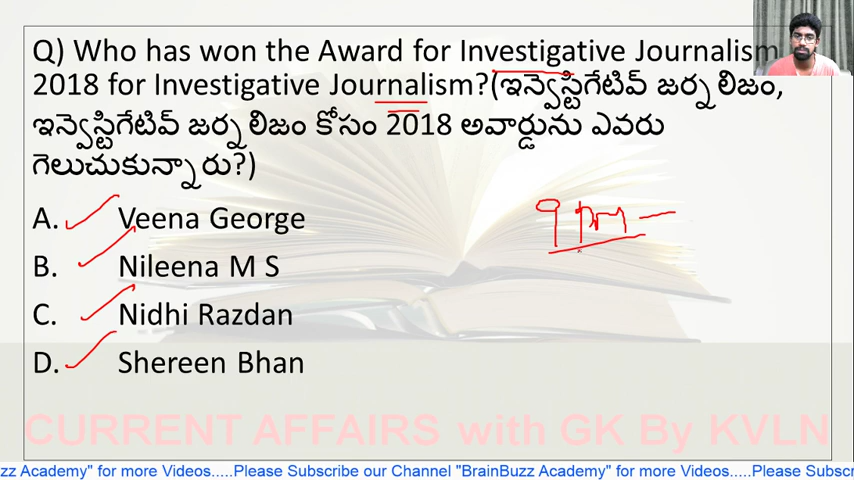 Q) Who has won the Award for Investigative Journalism
2018 for Investigative Journalism?(ఇన్వెస్టిగేటివ్ జర్నలిజం,
ఇన్వెస్టిగేటివ్ జర్నలిజం కోసం 2018 అవార్డును ఎవరు
గెలుచుకున్నారు?)
A. Veena George
9 pm -
B. Nileena M S
C. Nidhi Razdan
D. Shereen Bhan
CURRENT AFFAIRS with GK By KVLN
zz Academy" for more Videos.....Please Subscribe our Channel "BrainBuzz Academy" for more Videos.....Please Subscr